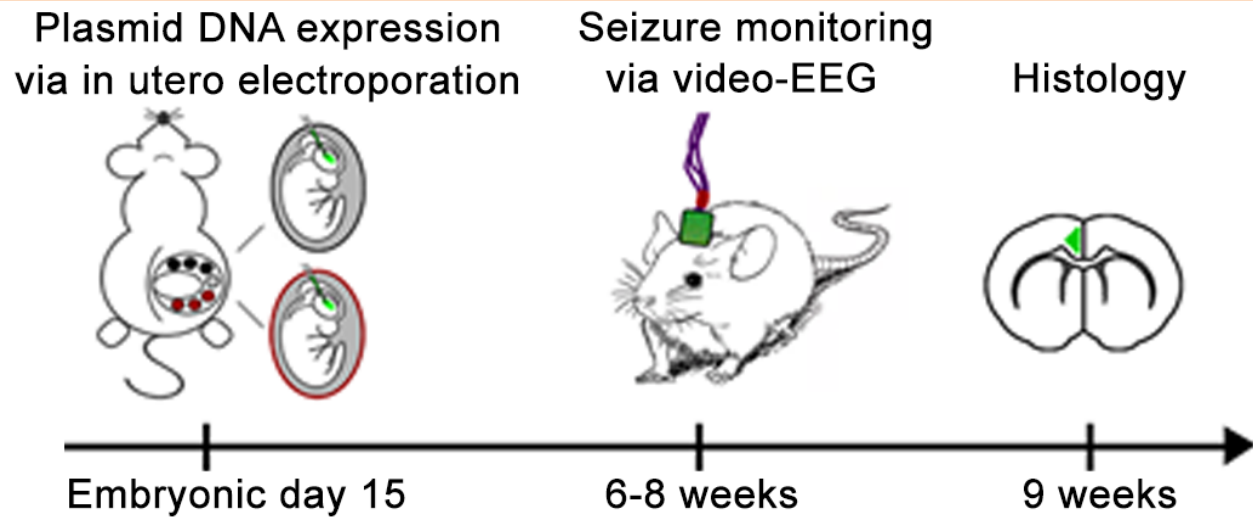 Plasmid DNA expression
via in utero electroporation
Seizure monitoring
via video-EEG
Histology
Embryonic day 15
6-8 weeks
9 weeks